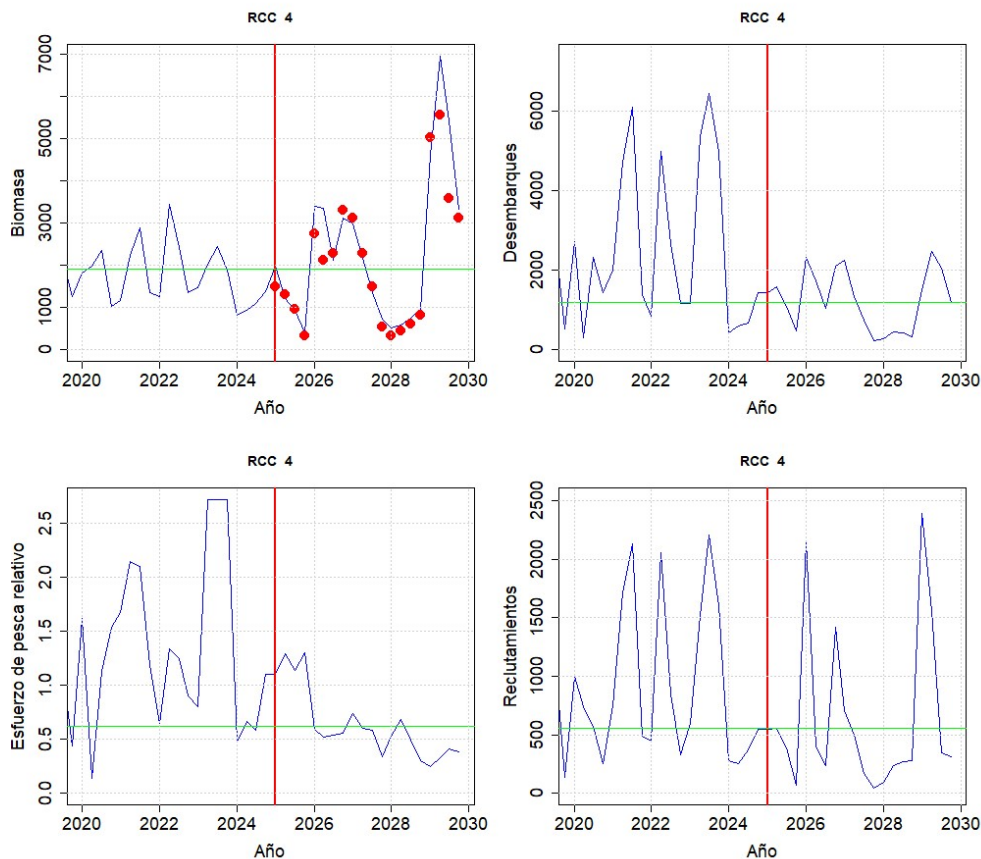 RCC 4
Biomasa
7000
5000
3000
1000
0
2020 2022 2024 2026 2028 2030
Año
RCC 4
Desembarques
6000
4000
2000
0
2020 2022 2024 2026 2028 2030
Año
RCC 4
Esfuerzo de pesca relativo
2.5
2.0
1.5
1.0
0.5
0.0
2020 2022 2024 2026 2028 2030
Año
RCC 4
Reclutamientos
2500
2000
1500
1000
500
0
2020 2022 2024 2026 2028 2030
Año